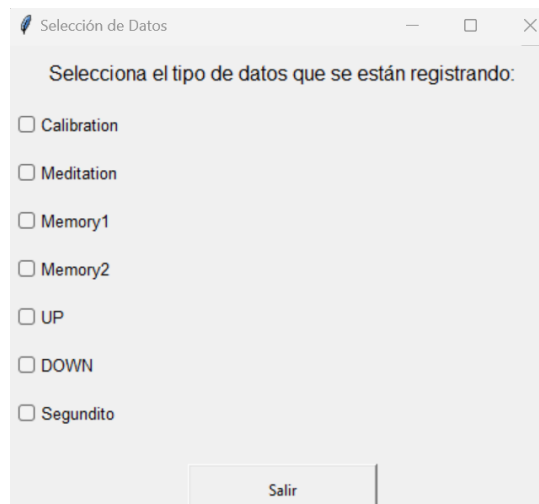 Selección de Datos
Selecciona el tipo de datos que se están registrando:
Calibration
Meditation
Memory1
Memory2
UP
DOWN
Segundito
Salir